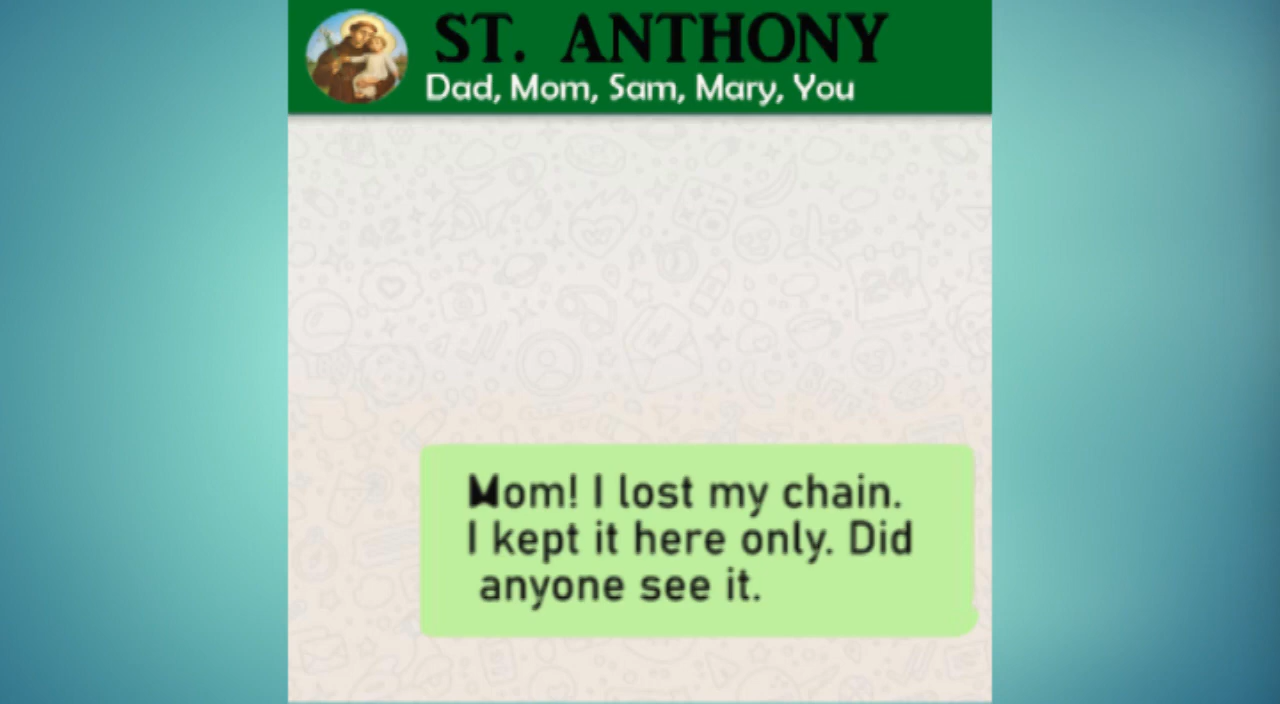 ST. ANTHONY
Dad, Mom, Sam, Mary, You
Mom! I lost my chain.
I kept it here only. Did
anyone see it.